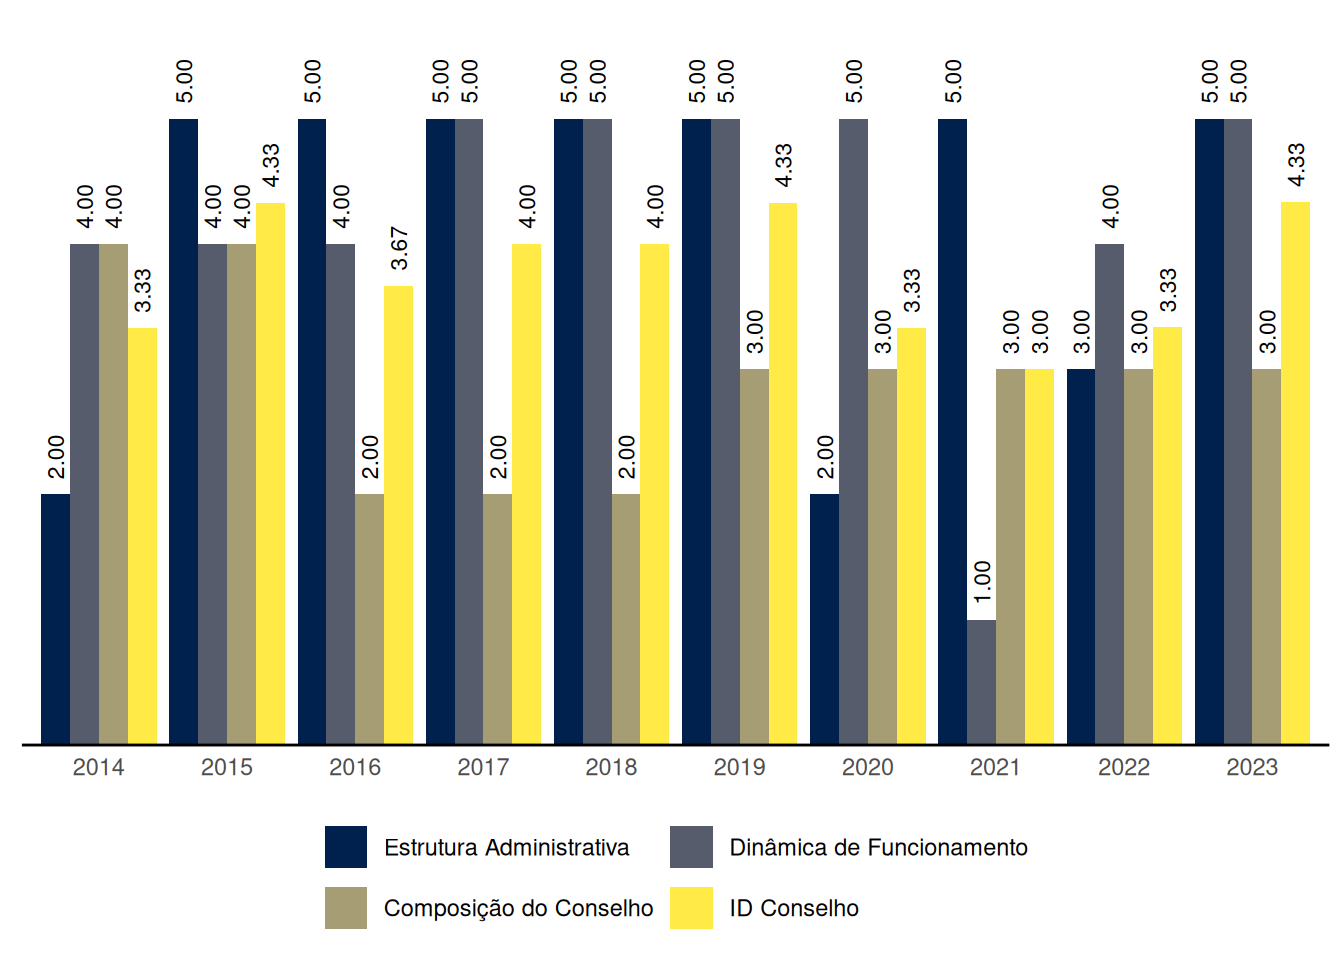 2.00 4.00 4.00 3.33
5.00 4.00 4.00 4.33
5.00 4.00 2.00 3.67
5.00 5.00 2.00 4.00
5.00 5.00 2.00 4.00
5.00 5.00 3.00 4.33
2.00 5.00 3.00 3.33
5.00 1.00 3.00 3.00
3.00 4.00 3.00 3.33
5.00 5.00 3.00 4.33
2014 2015 2016 2017 2018 2019 2020 2021 2022 2023
Estrutura Administrativa Dinâmica de Funcionamento
Composição do Conselho ID Conselho